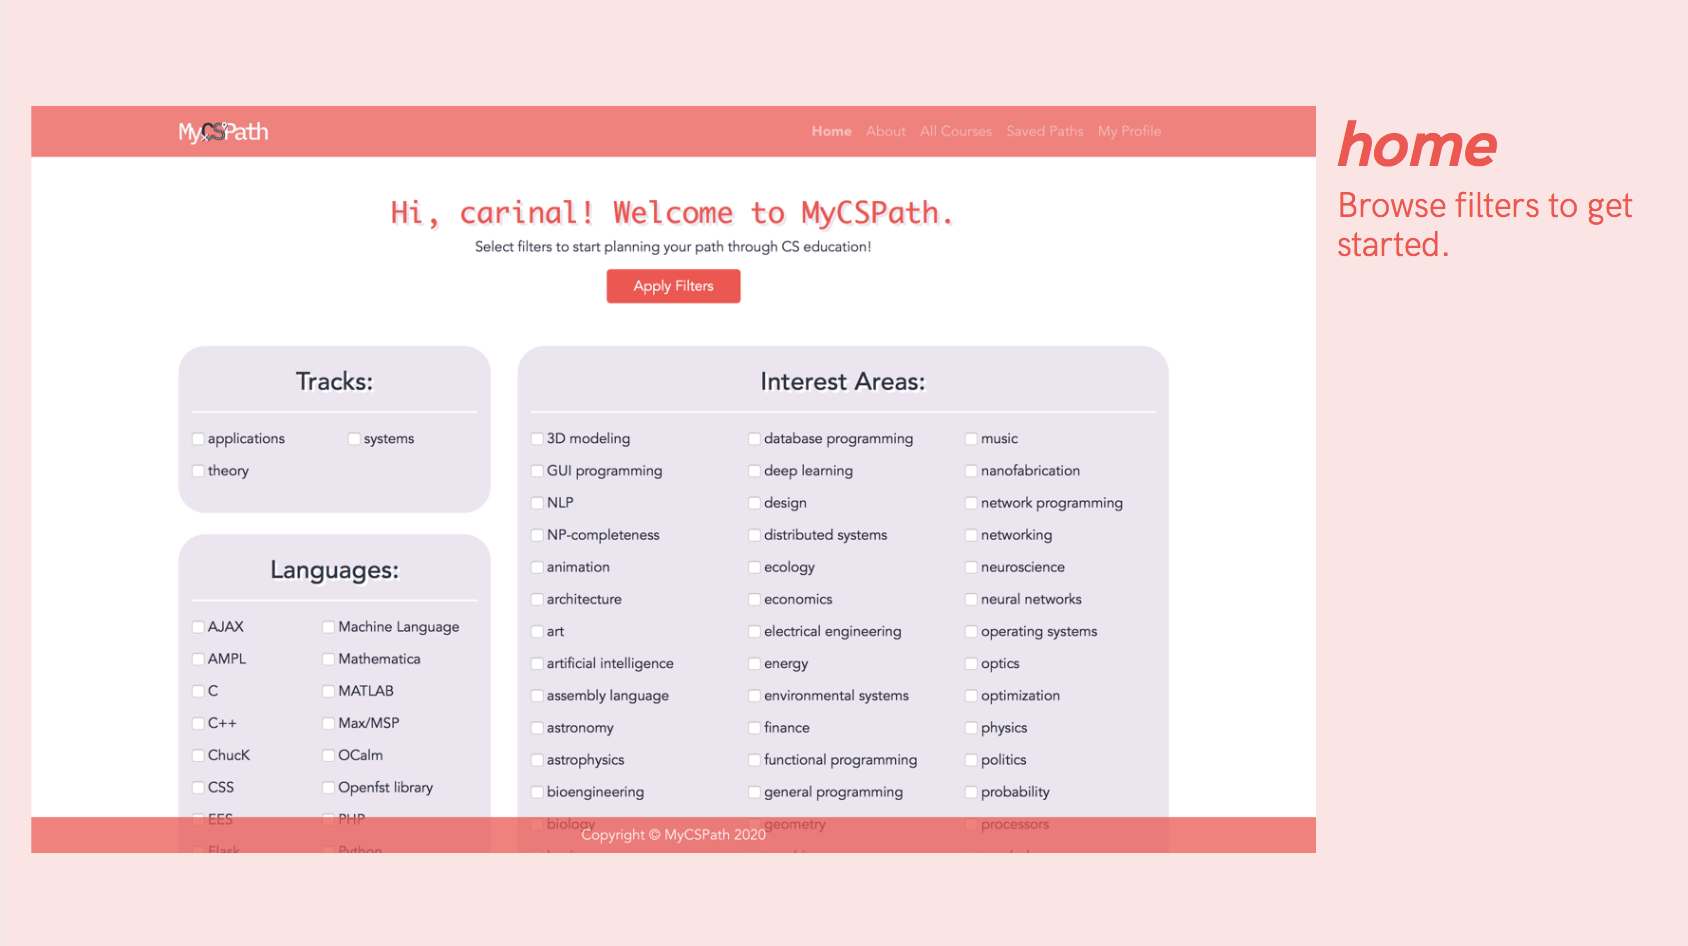 MyCSPath
Home About All Courses Saved Paths My Profile
home
Browse filters to get
started.
Hi, carinal! Welcome to MyCSPath.
Select filters to start planning your path through CS education!
Apply Filters
Tracks:
applications systems
theory
Languages:
AJAX Machine Language
AMPL Mathematica
C MATLAB
C++ Max/MSP
ChucK OCalm
CSS Openfst library
EES PHP
Flask Python
Interest Areas:
3D modeling database programming music
GUI programming deep learning nanofabrication
NLP design network programming
NP-completeness distributed systems networking
animation ecology neuroscience
architecture economics neural networks
art electrical engineering operating systems
artificial intelligence energy optics
assembly language environmental systems optimization
astronomy finance physics
astrophysics functional programming politics
bioengineering general programming probability
biology geometry processors
Copyright © MyCSPath 2020